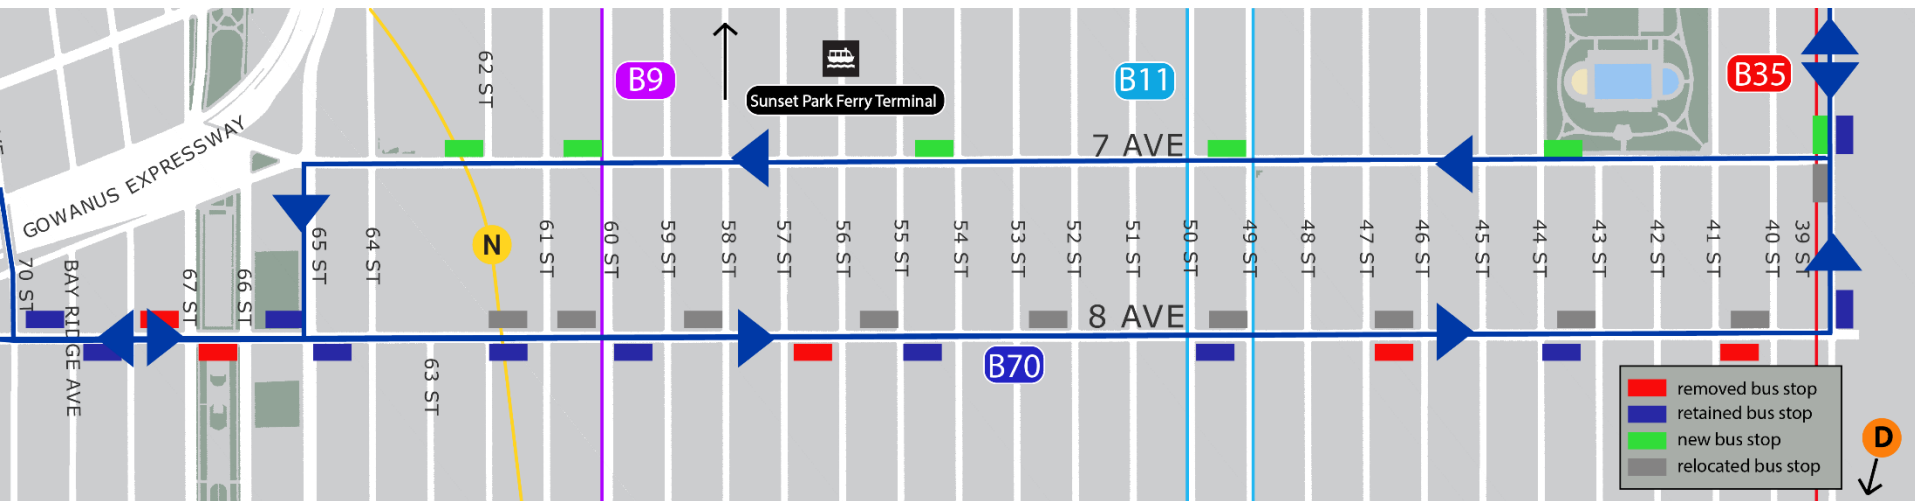 62 ST
B9
Sunset Park Ferry Terminal
B11
B35
GOWANUS EXPRESSWAY
7 AVE
N
70 ST
BAY RIDGE AVE
67 ST
66 ST
65 ST
64 ST
63 ST
61 ST
60 ST
59 ST
58 ST
57 ST
56 ST
55 ST
54 ST
53 ST
52 ST
51 ST
50 ST
49 ST
48 ST
47 ST
46 ST
45 ST
44 ST
43 ST
42 ST
41 ST
40 ST
39 ST
8 AVE
B70
removed bus stop
retained bus stop
new bus stop
relocated bus stop
D